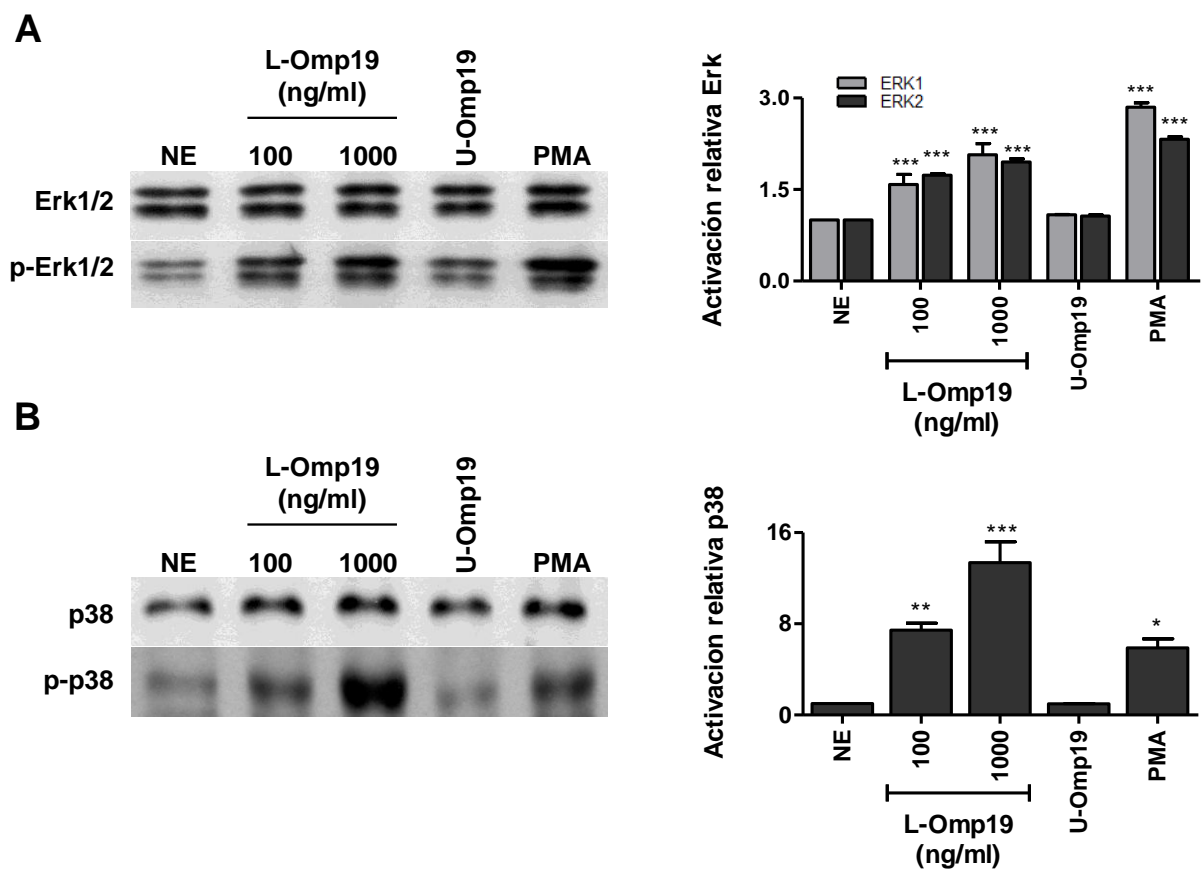 A
L-Omp19
(ng/ml)
U-Omp19
NE
100
1000
PMA
Erk1/2
p-Erk1/2
ERK1
ERK2
Activación relativa Erk
3.0
1.5
0.0
***
***
***
***
***
***
NE
100
1000
U-Omp19
PMA
L-Omp19
(ng/ml)
B
L-Omp19
(ng/ml)
U-Omp19
NE
100
1000
PMA
p38
p-p38
Activacion relativa p38
16
8
0
**
***
*
NE
100
1000
U-Omp19
PMA
L-Omp19
(ng/ml)